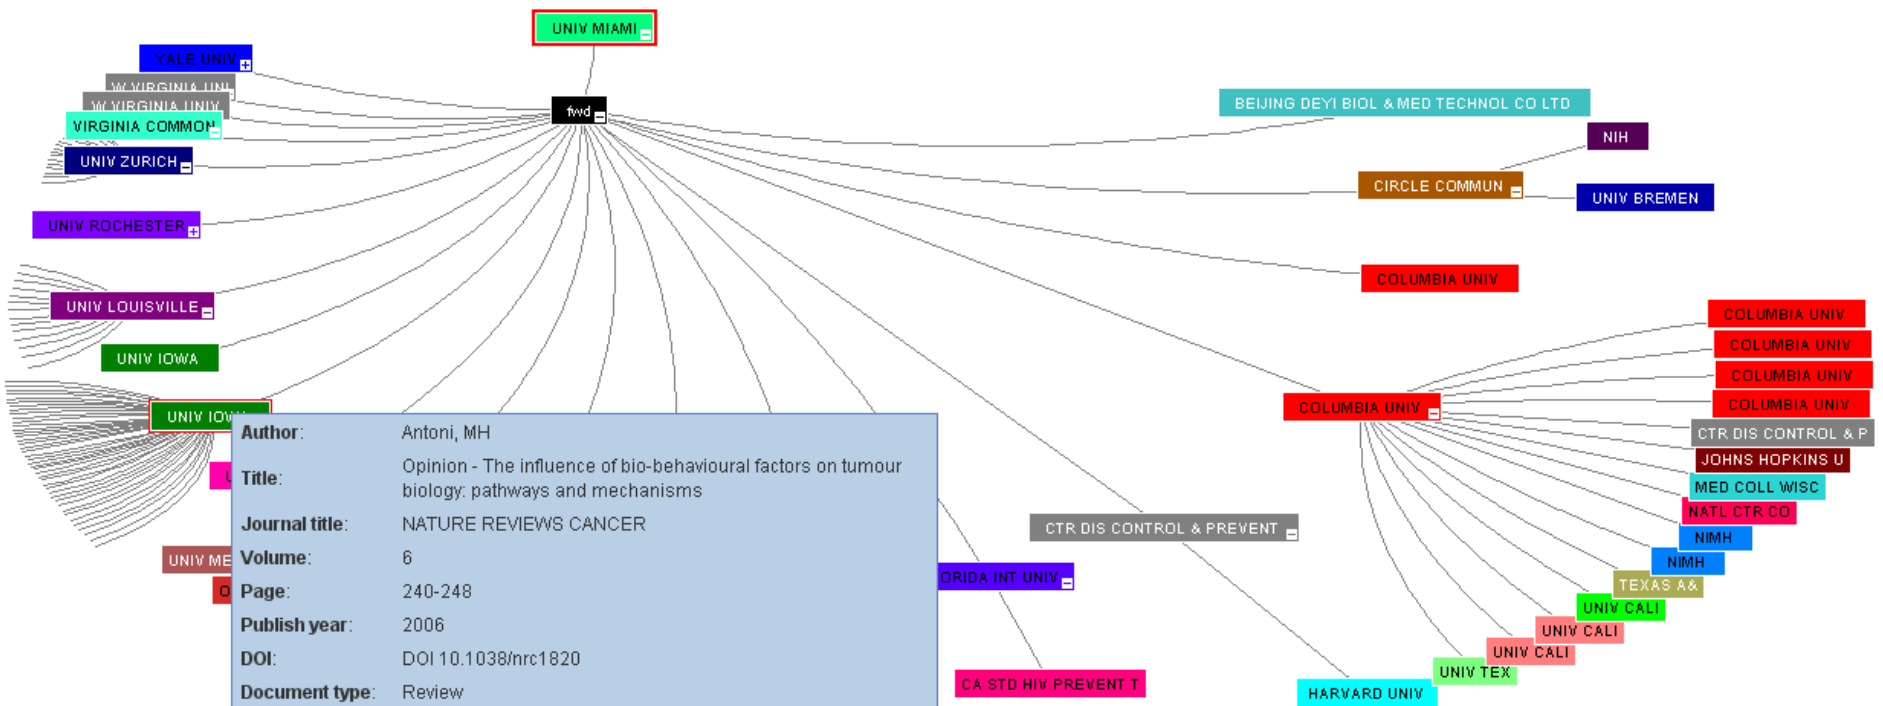 UNIV MIAMI
YALE UNIV
W VIRGINIA UNI
W VIRGINIA UNIV
VIRGINIA COMMON
UNIV ZURICH
UNIV ROCHESTER
UNIV LOUISVILLE
UNIV IOWA
UNIV IOW
fwd
BEIJING DEYI BIOL & MED TECHNOL CO LTD
NIH
CIRCLE COMMUN
UNIV BREMEN
COLUMBIA UNIV
COLUMBIA UNIV
COLUMBIA UNIV
COLUMBIA UNIV
COLUMBIA UNIV
COLUMBIA UNIV
CTR DIS CONTROL & P
JOHNS HOPKINS U
MED COLL WISC
NATL CTR CO
NIMH
NIMH
TEXAS A&
UNIV CALI
UNIV CALI
UNIV CALI
UNIV TEX
HARVARD UNIV
CTR DIS CONTROL & PREVENT
ORIDA INT UNIV
CA STD HIV PREVENT T
UNIV ME
O
Author: Antoni, MH
Title: Opinion - The influence of bio-behavioural factors on tumour
biology: pathways and mechanisms
Journal title: NATURE REVIEWS CANCER
Volume: 6
Page: 240-248
Publish year: 2006
DOI: DOI 10.1038/nrc1820
Document type: Review